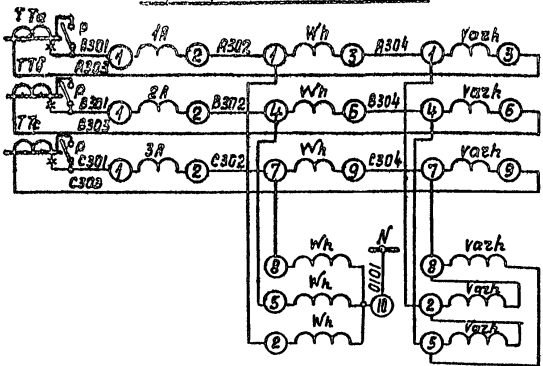 ТТа р
А301 1 1А 2 А302 1 Wh 3 А304 1 varh 3
А303
ТТб р
В301 1 2А 2 В302 4 Wh 6 В304 4 varh 6
В303
ТТс р
С301 1 3А 2 С302 7 Wh 9 С304 7 varh 9
С303
N
8 Wh 0101 8 varh
5 Wh 10 2 varh
2 Wh 5 varh